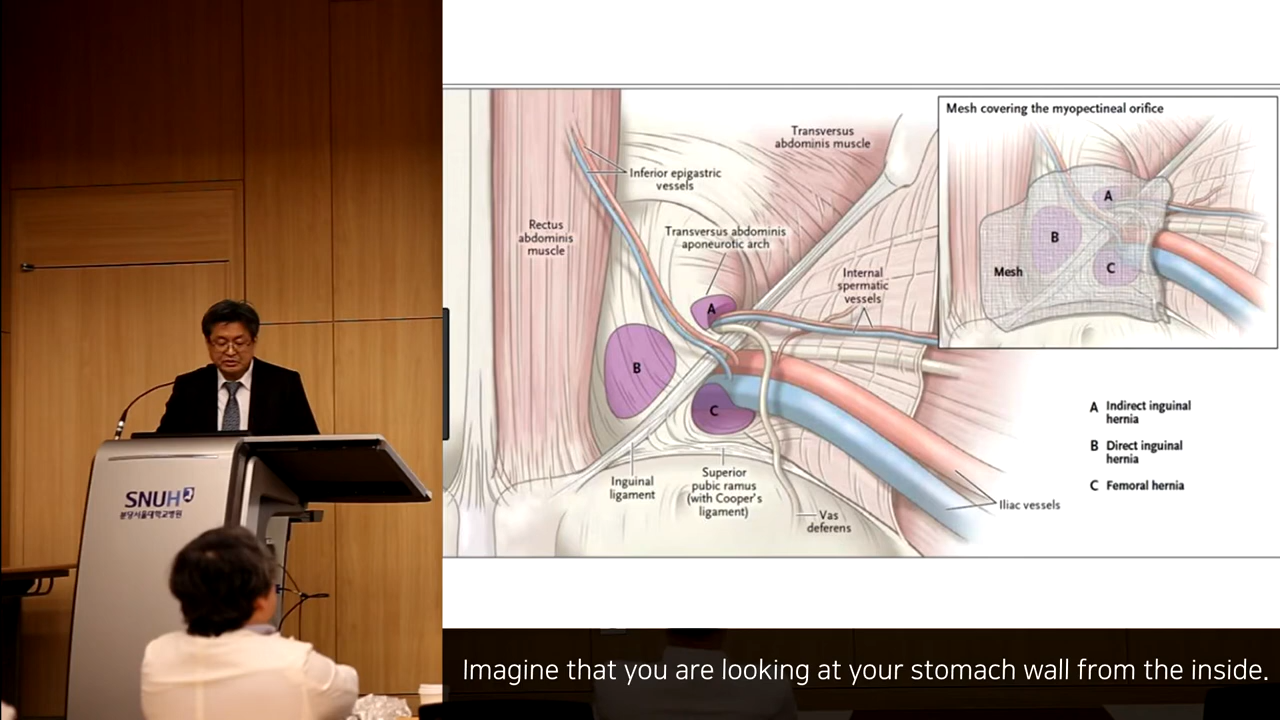 SNUH
분당서울대학교병원
Mesh covering the myopectineal orifice
Transversus
abdominis muscle
Inferior epigastric
vessels
Rectus
abdominis
muscle
Transversus abdominis
aponeurotic arch
Internal
spermatic
vessels
A
B
C
Inguinal
ligament
Superior
pubic ramus
(with Cooper's
ligament)
Vas
deferens
Iliac vessels
A
B
C
Mesh
A Indirect inguinal
hernia
B Direct inguinal
hernia
C Femoral hernia
Imagine that you are looking at your stomach wall from the inside.